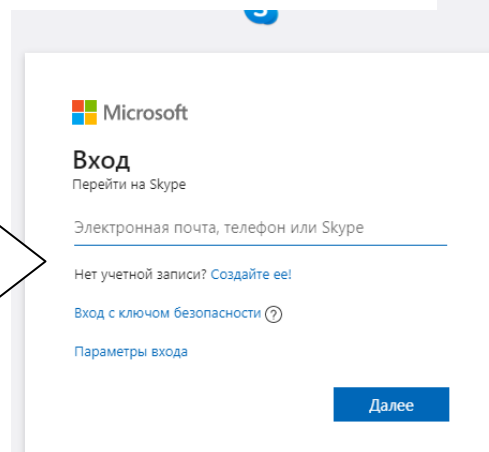 Microsoft
Вход
Перейти на Skype
Электронная почта, телефон или Skype
Нет учетной записи? Создайте ее!
Вход с ключом безопасности ?
Параметры входа
Далее